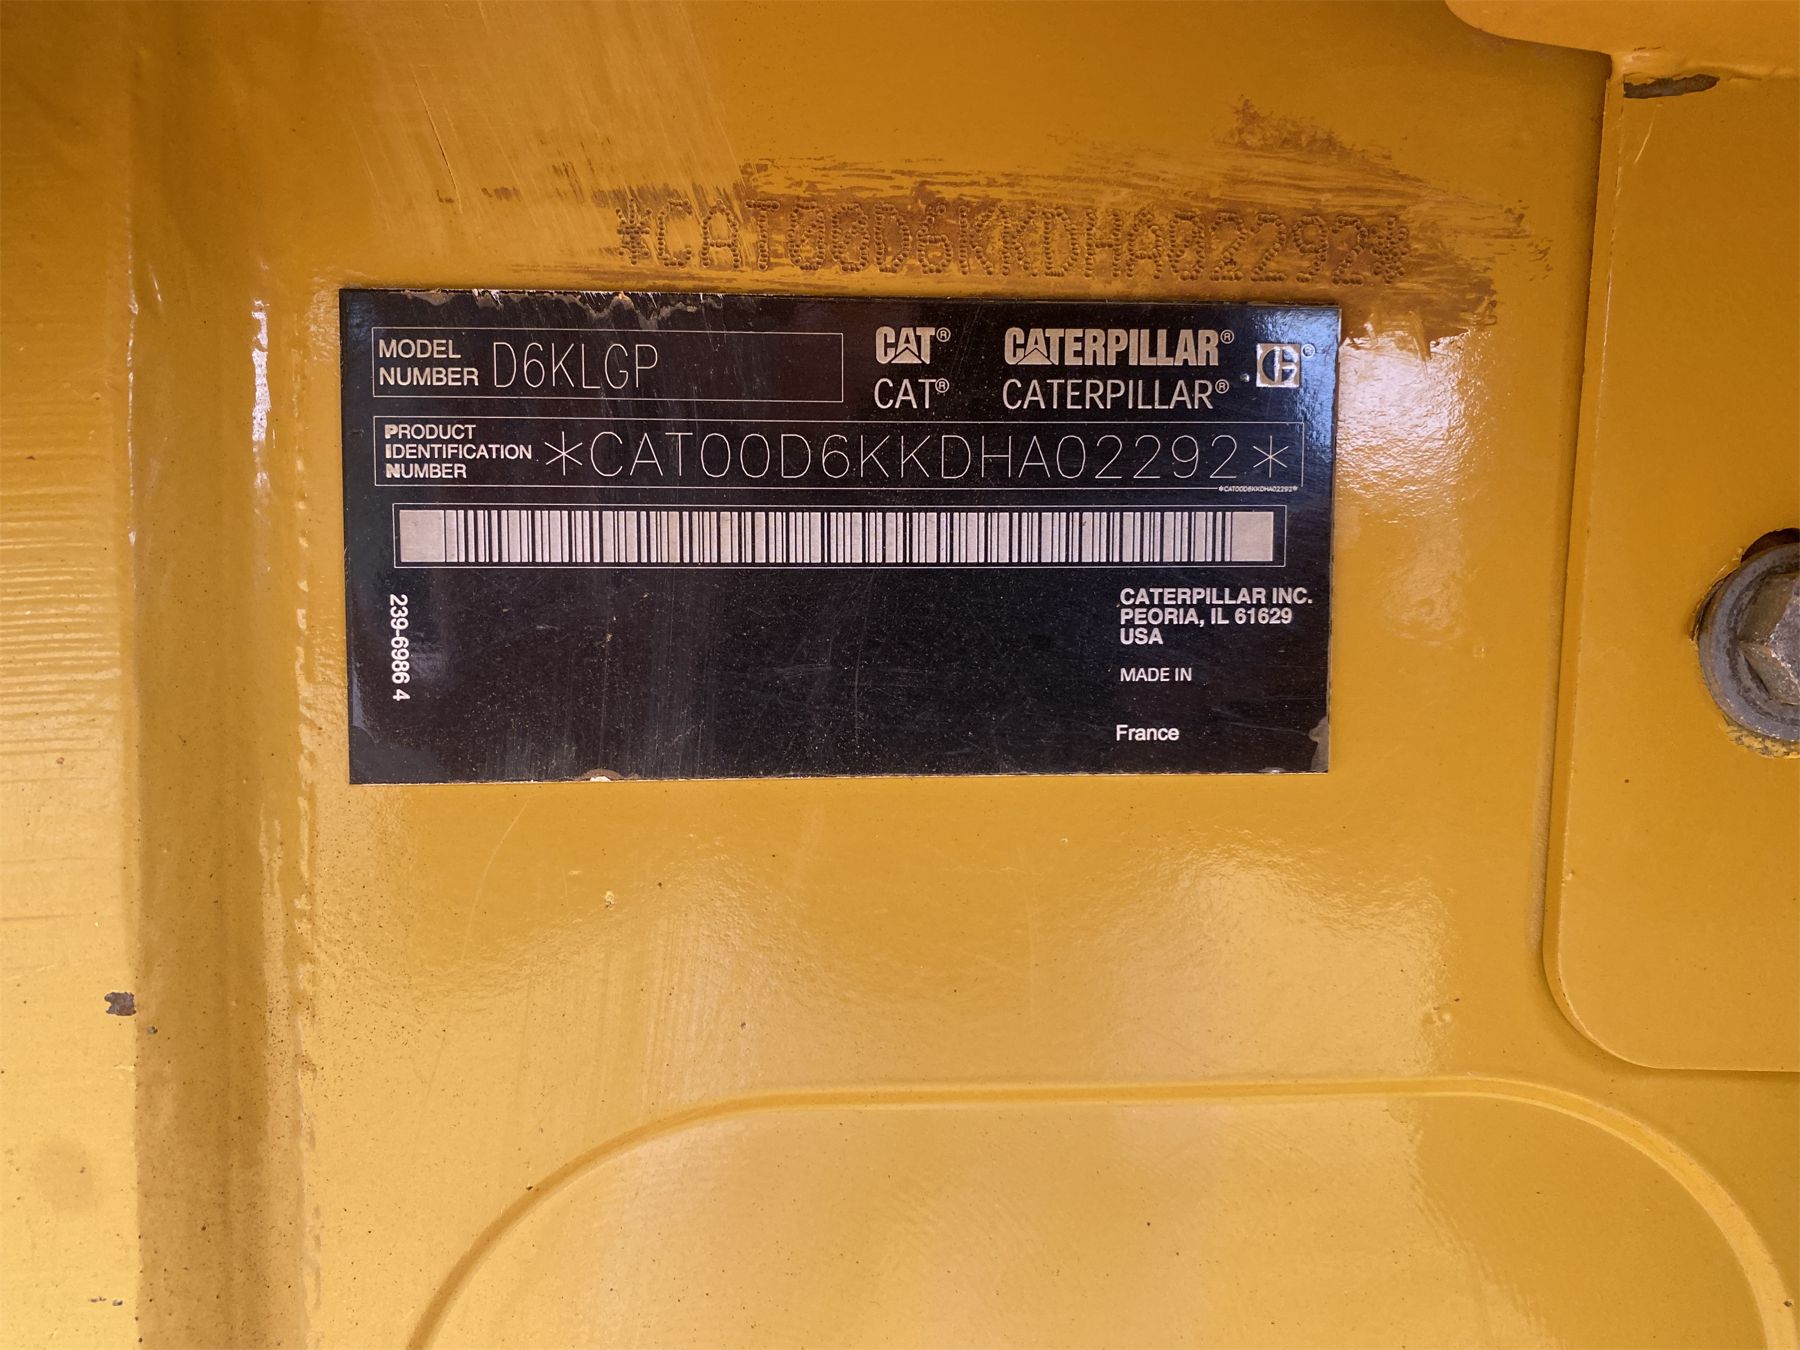 *CAT00D6KKDHA02292*
MODEL NUMBER D6KLGP
CAT® CATERPILLAR® ®
CAT® CATERPILLAR®
PRODUCT IDENTIFICATION NUMBER *CAT00D6KKDHA02292*
*CAT00D6KKDHA02292*
239-6986 4
CATERPILLAR INC.
PEORIA, IL 61629
USA
MADE IN
France